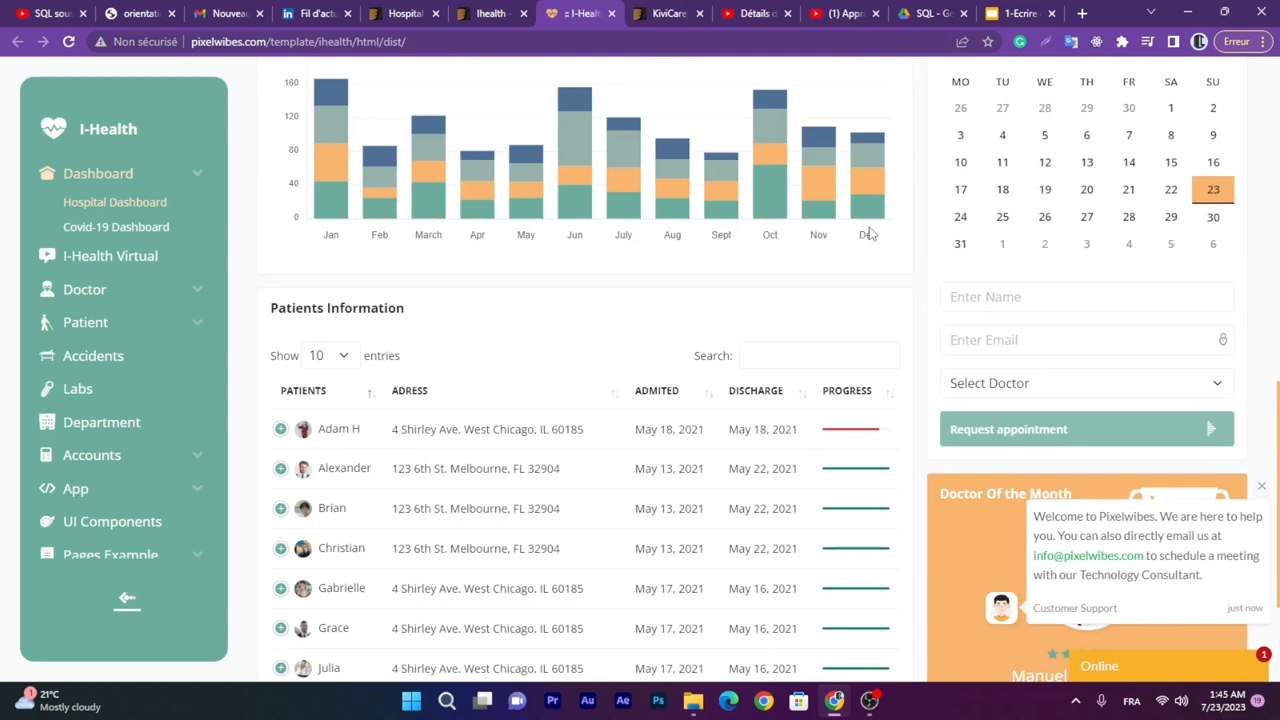 SQL sous
orientati
Nouveau
Fil d'actu
Hospital
Ihealth -
:: I-Healt
KiviCare
Détails d
(1) Appre
SQL - Go
1-Ecrire
Non sécurisé
pixelwibes.com/template/ihealth/html/dist/
Erreur
I-Health
Dashboard
Hospital Dashboard
Covid-19 Dashboard
I-Health Virtual
Doctor
Patient
Accidents
Labs
Department
Accounts
App
UI Components
Pages Example
160
120
80
40
0
Jan Feb March Apr May Jun July Aug Sept Oct Nov Dec
Patients Information
Show 10 entries
Search:
PATIENTS ADRESS ADMITED DISCHARGE PROGRESS
Adam H 4 Shirley Ave. West Chicago, IL 60185 May 18, 2021 May 18, 2021
Alexander 123 6th St. Melbourne, FL 32904 May 13, 2021 May 22, 2021
Brian 123 6th St. Melbourne, FL 32904 May 13, 2021 May 22, 2021
Christian 123 6th St. Melbourne, FL 32904 May 13, 2021 May 22, 2021
Gabrielle 4 Shirley Ave. West Chicago, IL 60185 May 17, 2021 May 16, 2021
Grace 4 Shirley Ave. West Chicago, IL 60185 May 17, 2021 May 16, 2021
Julia 4 Shirley Ave. West Chicago, IL 60185 May 17, 2021 May 16, 2021
MO TU WE TH FR SA SU
26 27 28 29 30 1 2
3 4 5 6 7 8 9
10 11 12 13 14 15 16
17 18 19 20 21 22 23
24 25 26 27 28 29 30
31 1 2 3 4 5 6
Enter Name
Enter Email
Select Doctor
Request appointment
Doctor Of the Month
Welcome to Pixelwibes. We are here to help
you. You can also directly email us at
info@pixelwibes.com to schedule a meeting
with our Technology Consultant.
Customer Support just now
Manuel
Online
1
1
21°C
Mostly cloudy
Pr
Au
Ae
Ps
FRA
1:45 AM
7/23/2023
19